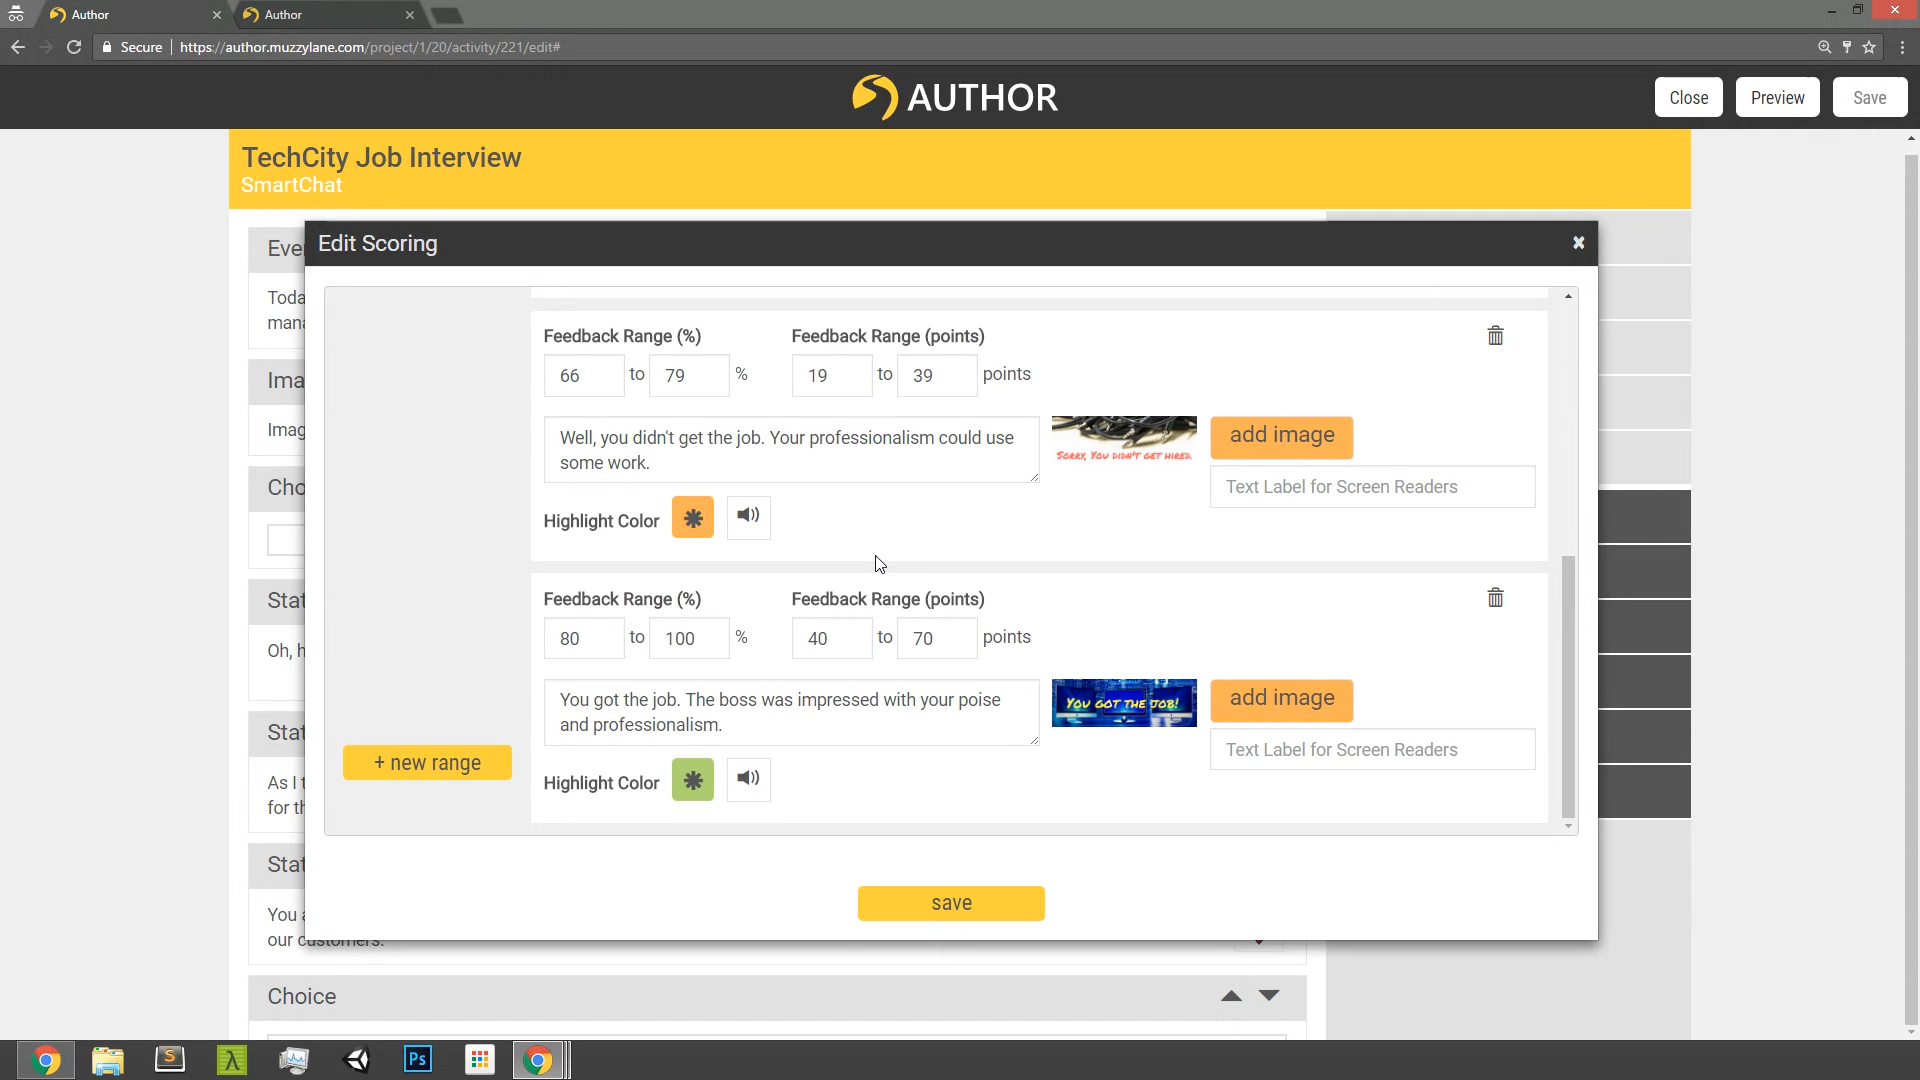 Author
Author
Secure
https://author.muzzylane.com/project/1/20/activity/221/edit#
AUTHOR
Close
Preview
Save
TechCity Job Interview
SmartChat
Edit Scoring
Feedback Range (%)
Feedback Range (points)
66 to 79 %
19 to 39 points
Well, you didn't get the job. Your professionalism could use
some work.
Sorry, You didn't get hired.
add image
Text Label for Screen Readers
Highlight Color
Feedback Range (%)
Feedback Range (points)
80 to 100 %
40 to 70 points
You got the job. The boss was impressed with your poise
and professionalism.
You got the job!
add image
Text Label for Screen Readers
Highlight Color
+ new range
save
Eve
Toda
mana
Ima
Imag
Cho
Stat
Oh, h
Stat
As I t
for th
Stat
You a
our customers.
Choice
S
λ
Ps